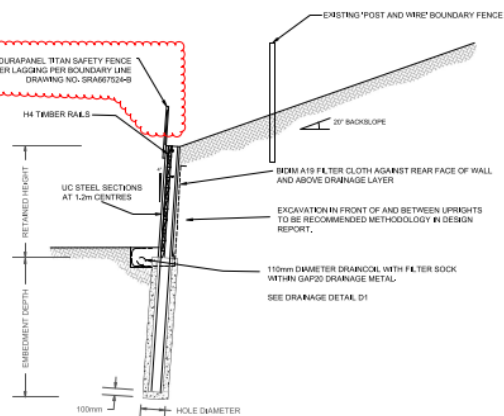 EXISTING 'POST AND WIRE' BOUNDARY FENCE
DURAPANEL TITAN SAFETY FENCE
ER LAGGING PER BOUNDARY LINE
DRAWING NO. SRA667524-B
H4 TIMBER RAILS
20° BACKSLOPE
BIDIM A19 FILTER CLOTH AGAINST REAR FACE OF WALL
AND ABOVE DRAINAGE LAYER
RETAINED HEIGHT
UC STEEL SECTIONS
AT 1.2m CENTRES
EXCAVATION IN FRONT OF AND BETWEEN UPRIGHTS
TO BE RECOMMENDED METHODOLOGY IN DESIGN
REPORT.
110mm DIAMETER DRAINCOIL WITH FILTER SOCK
WITHIN GAP20 DRAINAGE METAL.
SEE DRAINAGE DETAIL D1
EMBEDMENT DEPTH
100mm
HOLE DIAMETER